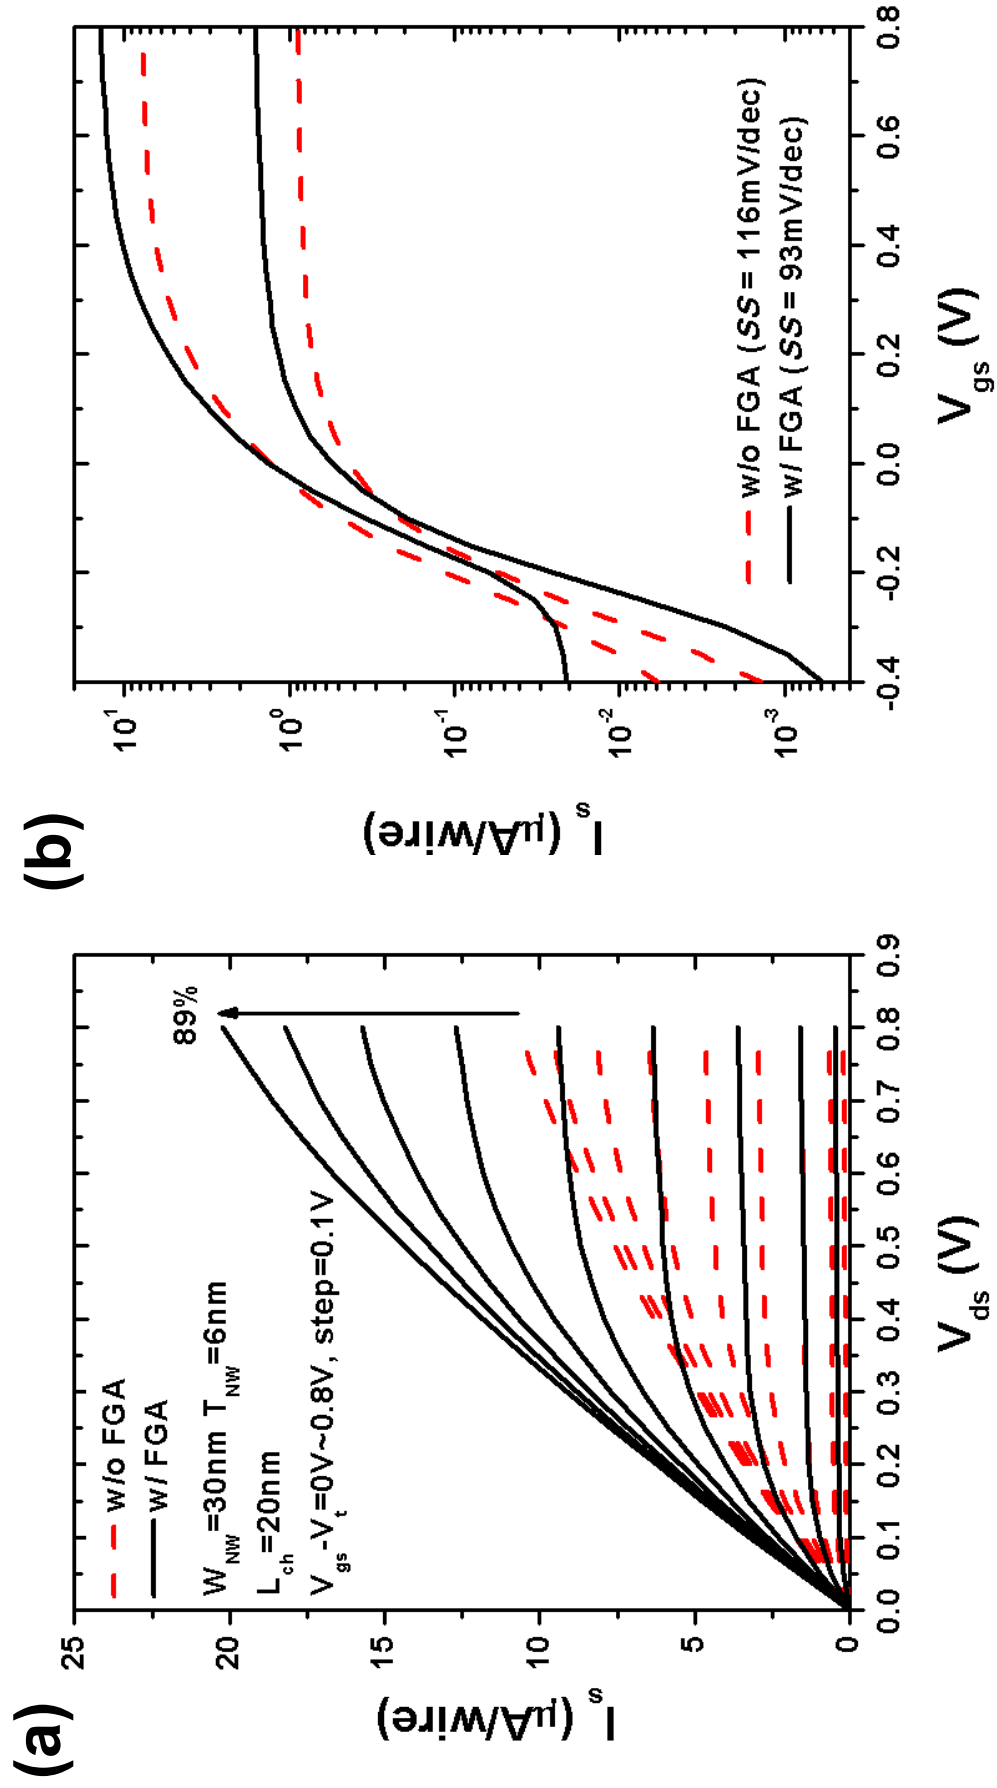 (a)
25
20
15
10
5
0
I_s (μA/wire)
w/o FGA
w/ FGA
W_NW=30nm T_NW=6nm
L_ch=20nm
V_gs-V_t=0V~0.8V, step=0.1V
89%
0.0 0.1 0.2 0.3 0.4 0.5 0.6 0.7 0.8 0.9
V_ds (V)
(b)
10^1
10^0
10^-1
10^-2
10^-3
I_s (μA/wire)
w/o FGA (SS = 116mV/dec)
w/ FGA (SS = 93mV/dec)
-0.4 -0.2 0.0 0.2 0.4 0.6 0.8
V_gs (V)